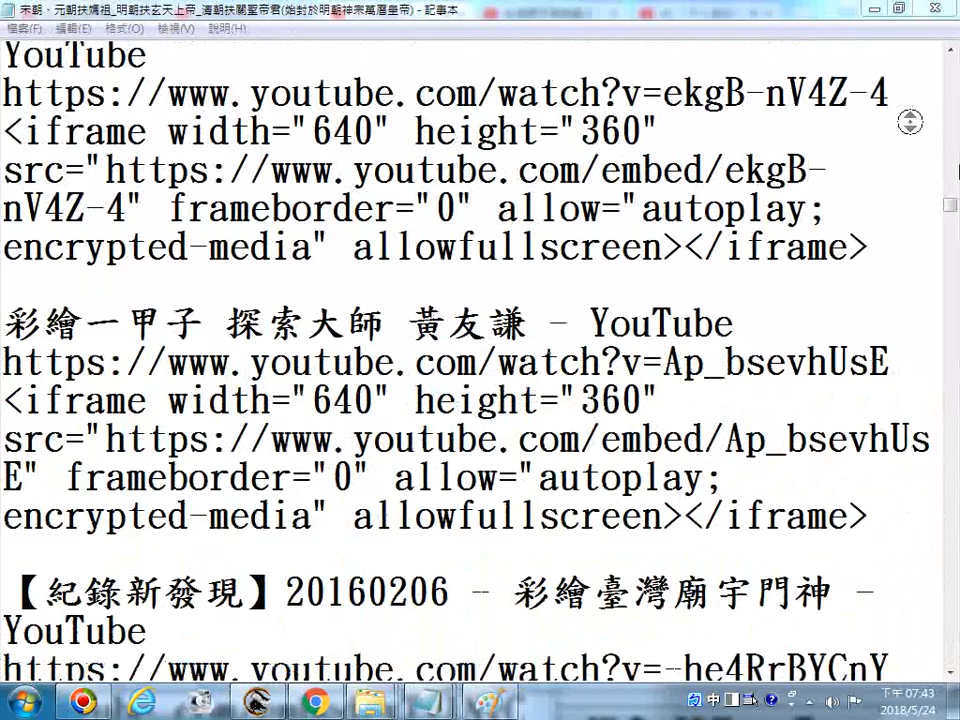 宋朝、元朝扶媽祖_明朝扶玄天上帝_海朝扶關聖帝君(始封於明朝神宗萬曆皇帝) - 記事本
檔案(F) 編輯(E) 格式(O) 檢視(V) 說明(H)
YouTube
https://www.youtube.com/watch?v=ekgB-nV4Z-4
<iframe width="640" height="360"
src="https://www.youtube.com/embed/ekgB-
nV4Z-4" frameborder="0" allow="autoplay;
encrypted-media" allowfullscreen></iframe>
彩繪一甲子 探索大師 黃友謙 - YouTube
https://www.youtube.com/watch?v=Ap_bsevhUsE
<iframe width="640" height="360"
src="https://www.youtube.com/embed/Ap_bsevhUs
E" frameborder="0" allow="autoplay;
encrypted-media" allowfullscreen></iframe>
【紀錄新發現】20160206 - 彩繪臺灣廟宇門神 -
YouTube
https://www.youtube.com/watch?v=-he4RrBYCnY
中
下午 07:43
2018/5/24